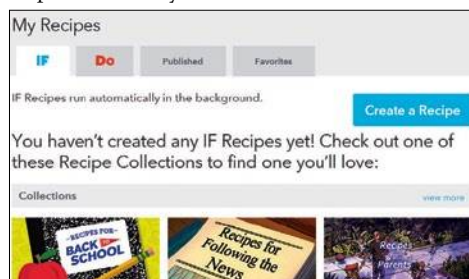 My Recipes
IF Do Published Favorites
IF Recipes run automatically in the background.
Create a Recipe
You haven't created any IF Recipes yet! Check out one of
these Recipe Collections to find one you'll love:
Collections view more
RECIPES FOR
BACK TO
SCHOOL
Recipes for
Following the
News
Recipes
Parents